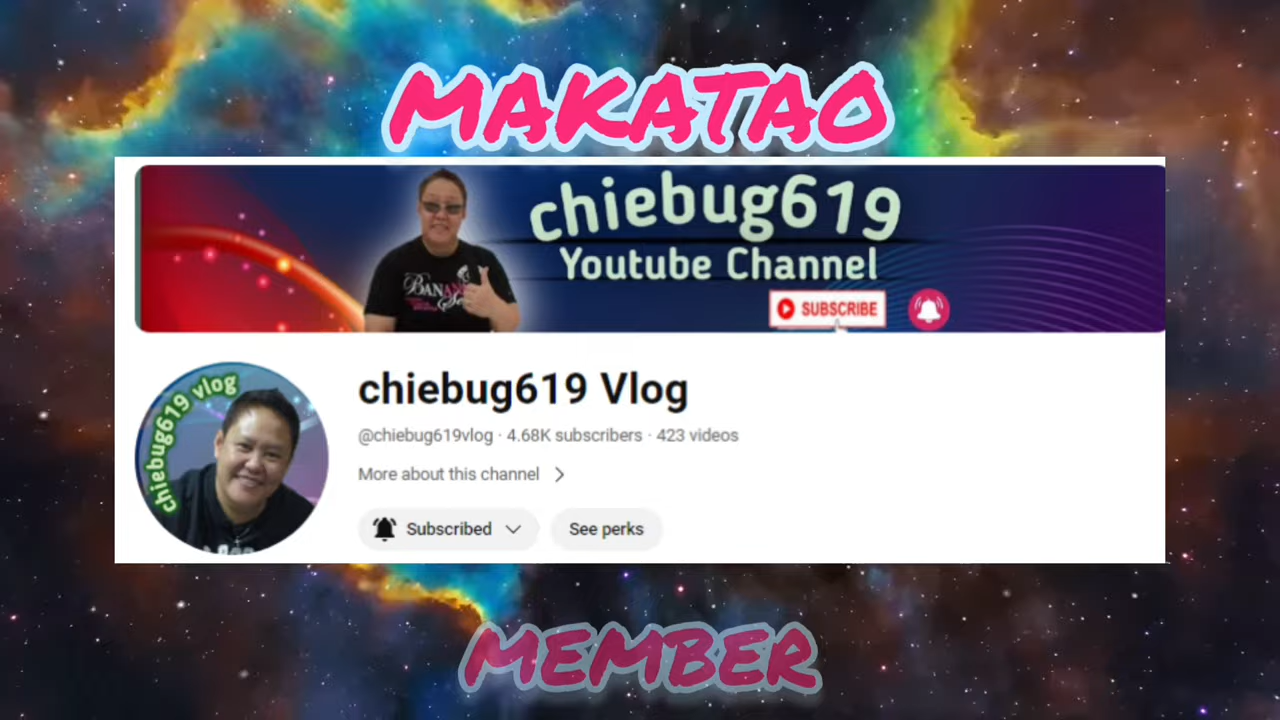 MAKATAO
chiebug619
Youtube Channel
SUBSCRIBE
chiebug619 vlog
chiebug619 Vlog
@chiebug619vlog · 4.68K subscribers · 423 videos
More about this channel
Subscribed
See perks
MEMBER